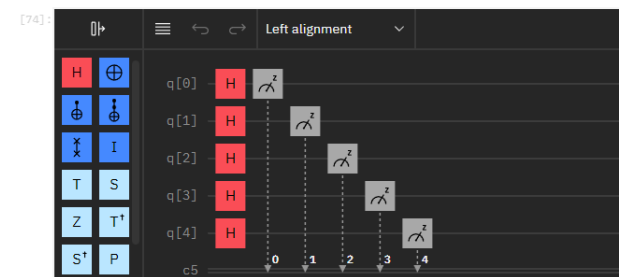 [74]:
Left alignment
H
T S
Z T†
S† P
I
q[0] H z
q[1] H z
q[2] H z
q[3] H z
q[4] H z
c5 0 1 2 3 4